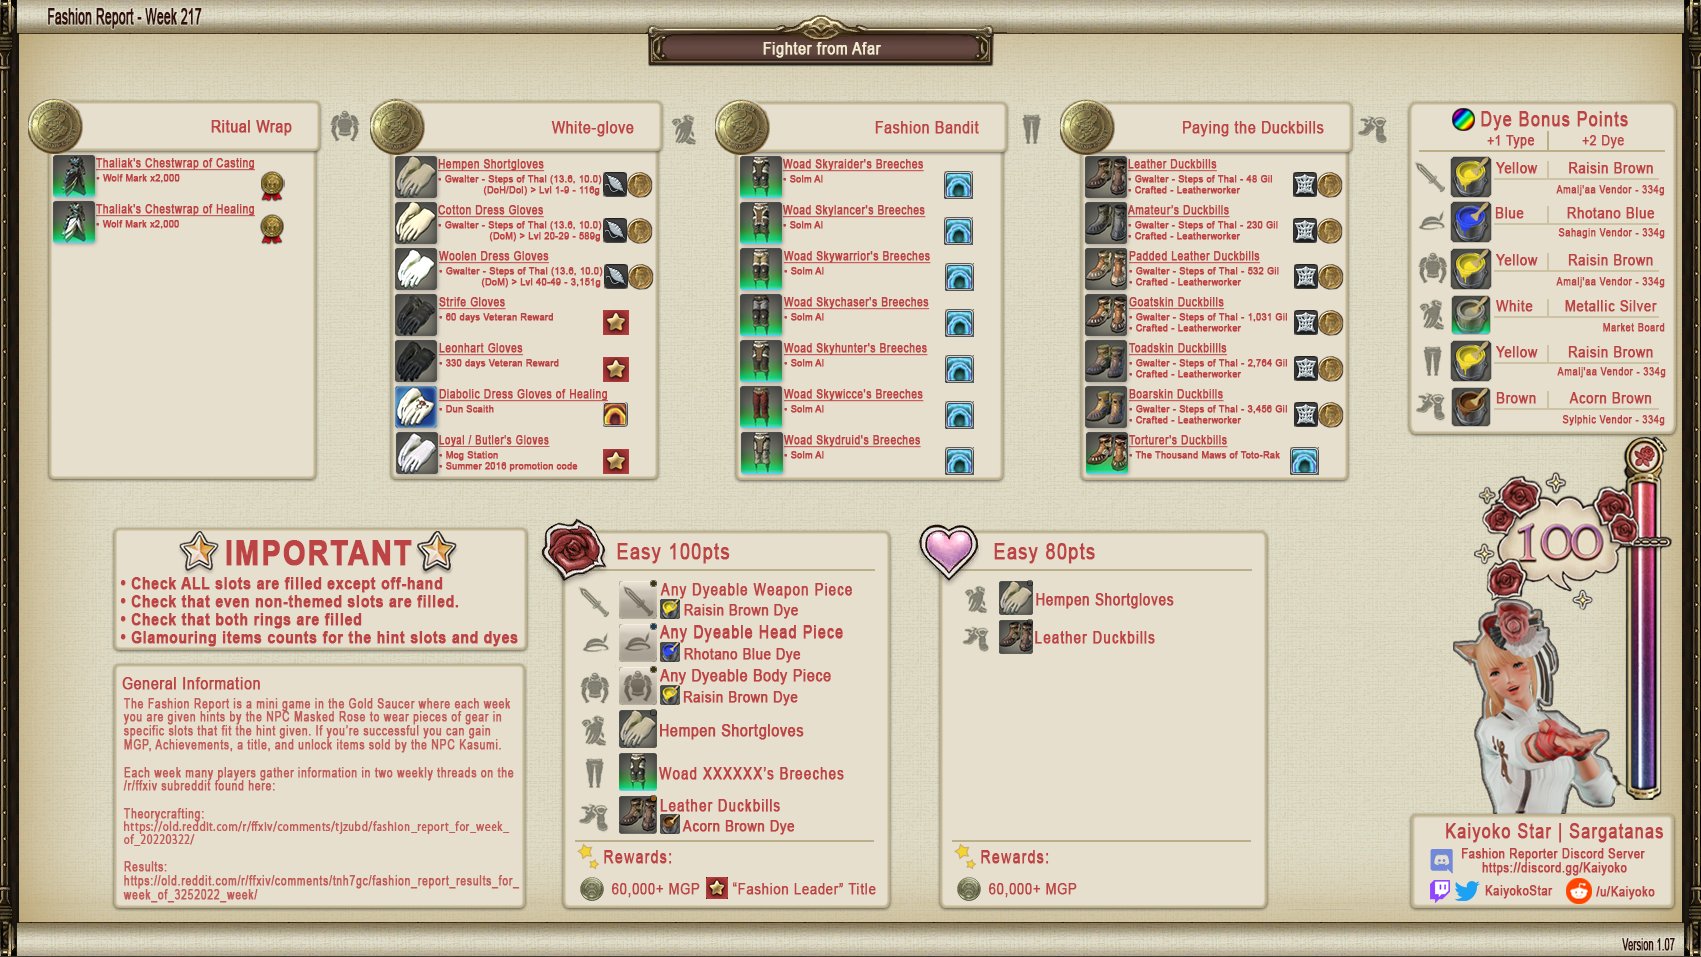 Fashion Report - Week 217
Fighter from Afar
Ritual Wrap
Thaliak's Chestwrap of Casting
• Wolf Mark x2,000
Thaliak's Chestwrap of Healing
• Wolf Mark x2,000
White-glove
Hempen Shortgloves
• Gwalter - Steps of Thal (13.6, 10.0)
(DoH/Dol) > Lvl 1-9 - 116g
Cotton Dress Gloves
• Gwalter - Steps of Thal (13.6, 10.0)
(DoM) > Lvl 20-29 - 589g
Woolen Dress Gloves
• Gwalter - Steps of Thal (13.6, 10.0)
(DoM) > Lvl 40-49 - 3,151g
Strife Gloves
• 60 days Veteran Reward
Leonhart Gloves
• 330 days Veteran Reward
Diabolic Dress Gloves of Healing
• Dun Scaith
Loyal / Butler's Gloves
• Mog Station
• Summer 2016 promotion code
Fashion Bandit
Woad Skyraider's Breeches
• Solm Al
Woad Skylancer's Breeches
• Solm Al
Woad Skywarrior's Breeches
• Solm Al
Woad Skychaser's Breeches
• Solm Al
Woad Skyhunter's Breeches
• Solm Al
Woad Skywicce's Breeches
• Solm Al
Woad Skydruid's Breeches
• Solm Al
Paying the Duckbills
Leather Duckbills
• Gwalter - Steps of Thal - 48 Gil
• Crafted - Leatherworker
Amateur's Duckbills
• Gwalter - Steps of Thal - 230 Gil
• Crafted - Leatherworker
Padded Leather Duckbills
• Gwalter - Steps of Thal - 532 Gil
• Crafted - Leatherworker
Goatskin Duckbills
• Gwalter - Steps of Thal - 1,031 Gil
• Crafted - Leatherworker
Toadskin Duckbillls
• Gwalter - Steps of Thal - 2,764 Gil
• Crafted - Leatherworker
Boarskin Duckbills
• Gwalter - Steps of Thal - 3,456 Gil
• Crafted - Leatherworker
Torturer's Duckbills
• The Thousand Maws of Toto-Rak
Dye Bonus Points
+1 Type | +2 Dye
Yellow | Raisin Brown
Amalj'aa Vendor - 334g
Blue | Rhotano Blue
Sahagin Vendor - 334g
Yellow | Raisin Brown
Amalj'aa Vendor - 334g
White | Metallic Silver
Market Board
Yellow | Raisin Brown
Amalj'aa Vendor - 334g
Brown | Acorn Brown
Sylphic Vendor - 334g
IMPORTANT
• Check ALL slots are filled except off-hand
• Check that even non-themed slots are filled.
• Check that both rings are filled
• Glamouring items counts for the hint slots and dyes
General Information
The Fashion Report is a mini game in the Gold Saucer where each week
you are given hints by the NPC Masked Rose to wear pieces of gear in
specific slots that fit the hint given. If you're successful you can gain
MGP, Achievements, a title, and unlock items sold by the NPC Kasumi.
Each week many players gather information in two weekly threads on the
/r/ffxiv subreddit found here:
Theorycrafting:
https://old.reddit.com/r/ffxiv/comments/tjzubd/fashion_report_for_week_
of_20220322/
Results:
https://old.reddit.com/r/ffxiv/comments/tnh7gc/fashion_report_results_for_
week_of_3252022_week/
Easy 100pts
Any Dyeable Weapon Piece
Raisin Brown Dye
Any Dyeable Head Piece
Rhotano Blue Dye
Any Dyeable Body Piece
Raisin Brown Dye
Hempen Shortgloves
Woad XXXXXX's Breeches
Leather Duckbills
Acorn Brown Dye
Rewards:
60,000+ MGP "Fashion Leader" Title
Easy 80pts
Hempen Shortgloves
Leather Duckbills
Rewards:
60,000+ MGP
100
Kaiyoko Star | Sargatanas
Fashion Reporter Discord Server
https://discord.gg/Kaiyoko
KaiyokoStar /u/Kaiyoko
Version 1.07